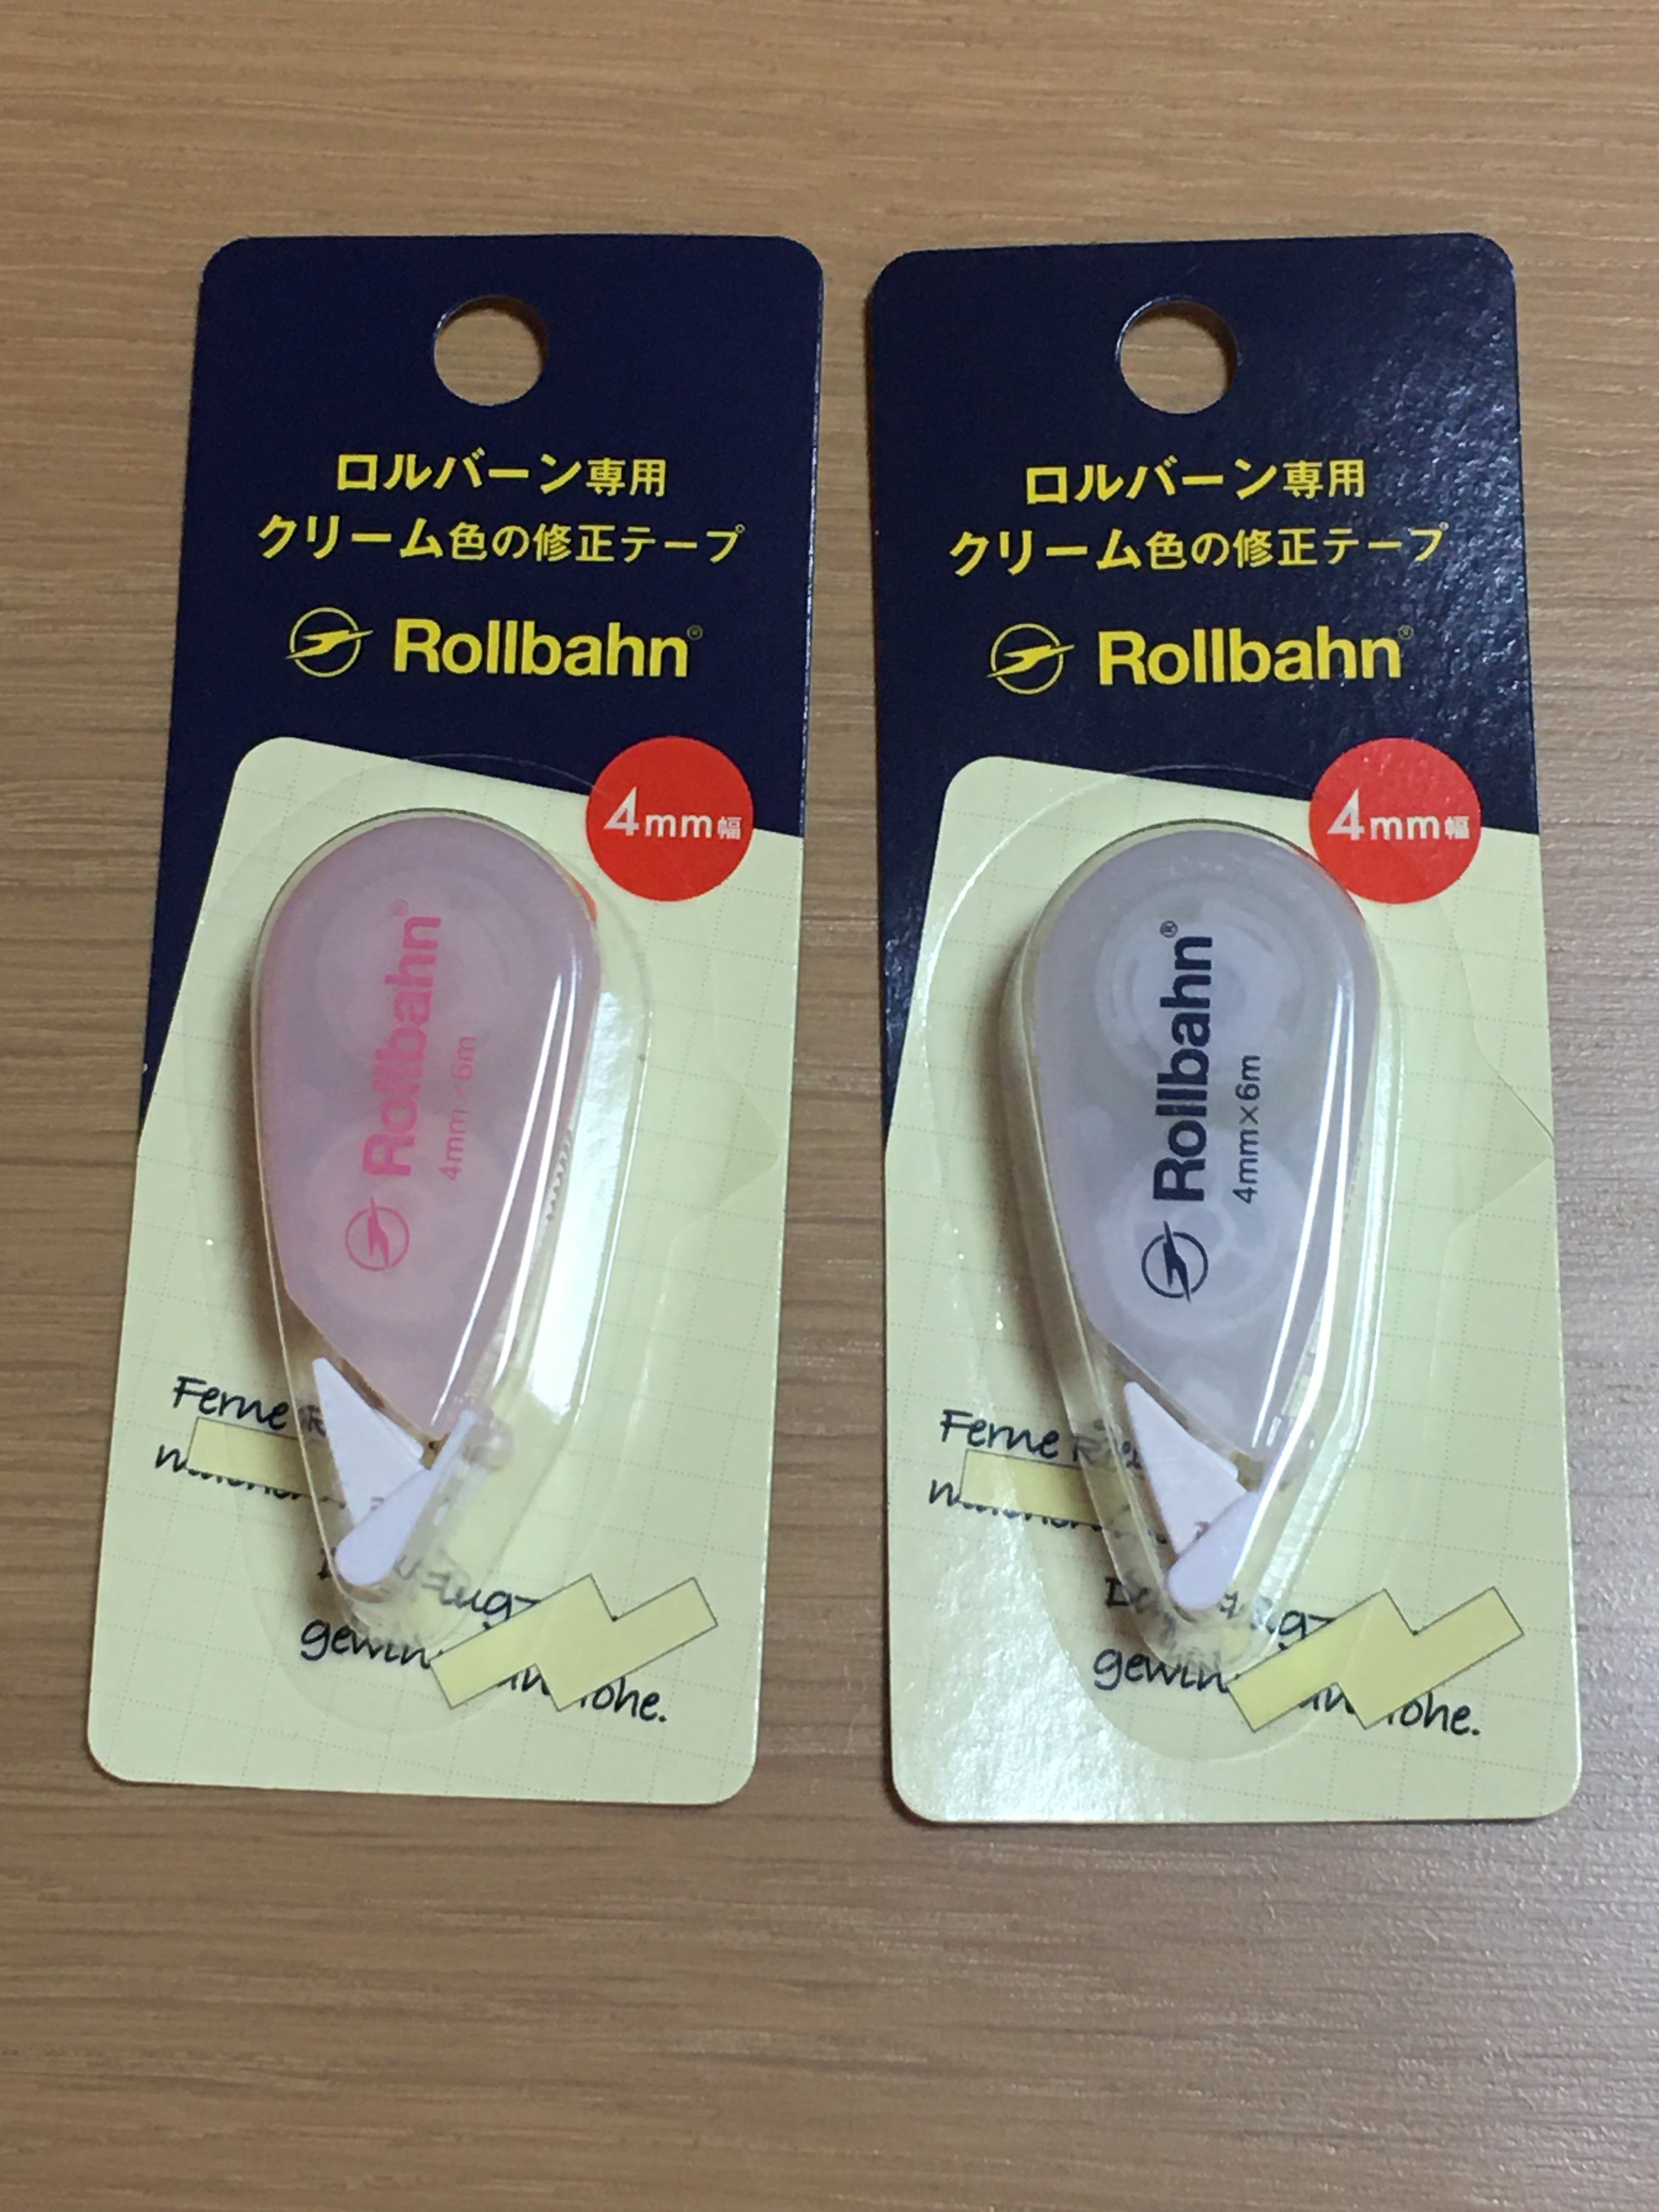 ロルバーン専用
クリーム色の修正テープ
Rollbahn®
4mm幅
Rollbahn®
4mm×6m
Ferne
gewin
öhe.
ロルバーン専用
クリーム色の修正テープ
Rollbahn®
4mm幅
Rollbahn®
4mm×6m
Ferne
gewin
öhe.